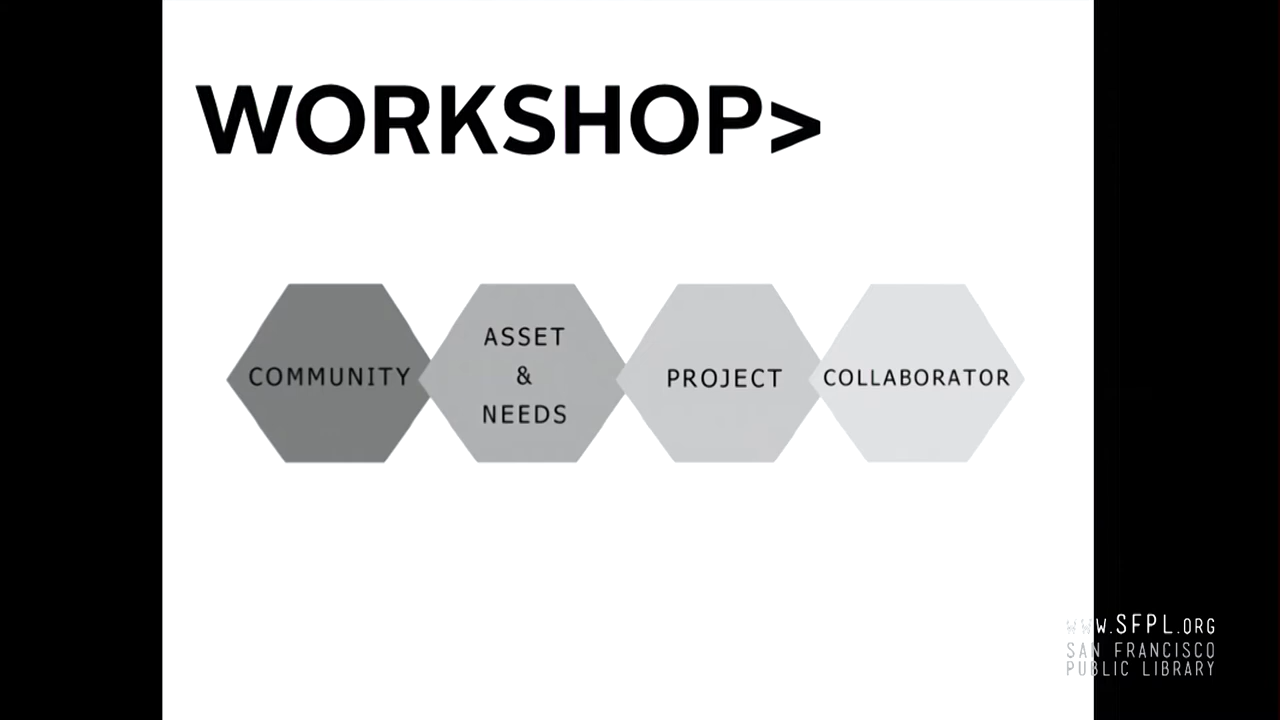 WORKSHOP>
COMMUNITY
ASSET
&
NEEDS
PROJECT
COLLABORATOR
WWW.SFPL.ORG
SAN FRANCISCO
PUBLIC LIBRARY